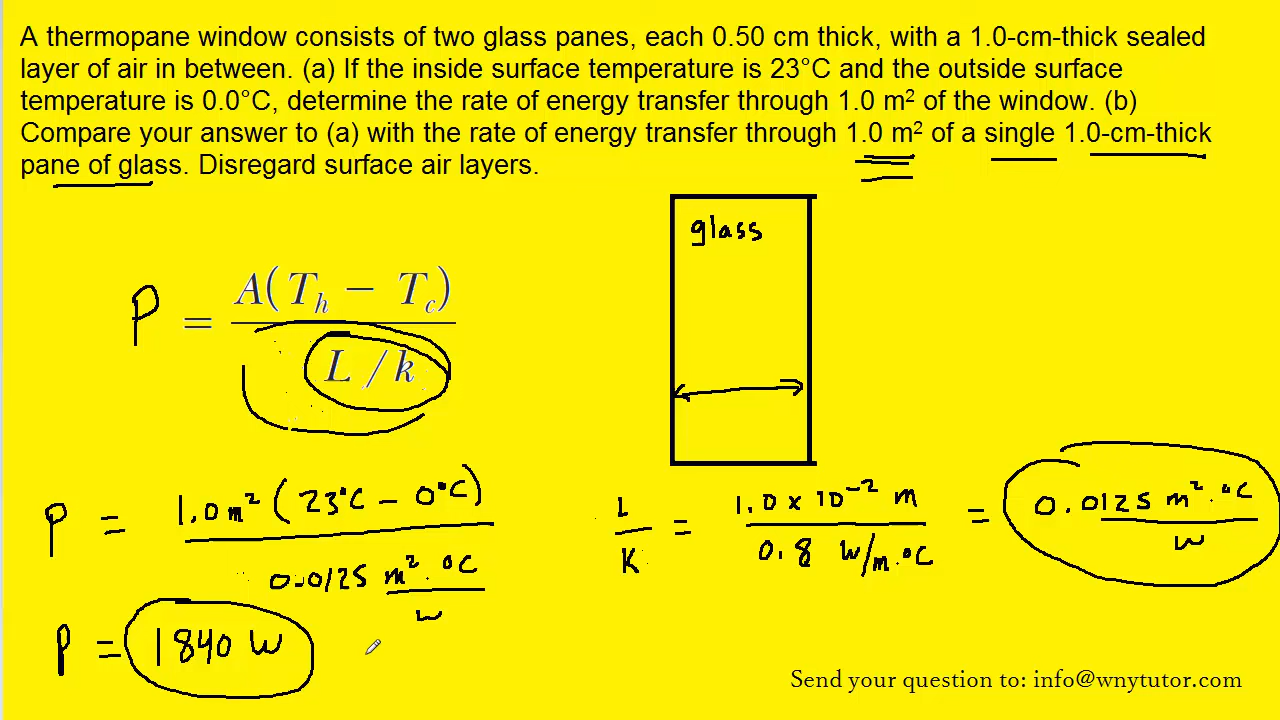 A thermopane window consists of two glass panes, each 0.50 cm thick, with a 1.0-cm-thick sealed
layer of air in between. (a) If the inside surface temperature is 23°C and the outside surface
temperature is 0.0°C, determine the rate of energy transfer through 1.0 m² of the window. (b)
Compare your answer to (a) with the rate of energy transfer through 1.0 m² of a single 1.0-cm-thick
pane of glass. Disregard surface air layers.
glass
P = A(T_h − T_c) / (L / k)
P = 1.0 m² (23°C − 0°C) / 0.0125 m²·°C/W
L/K = 1.0 x 10⁻² m / 0.8 W/m·°C = 0.0125 m²·°C/W
P = 1840 W
Send your question to: info@wnytutor.com